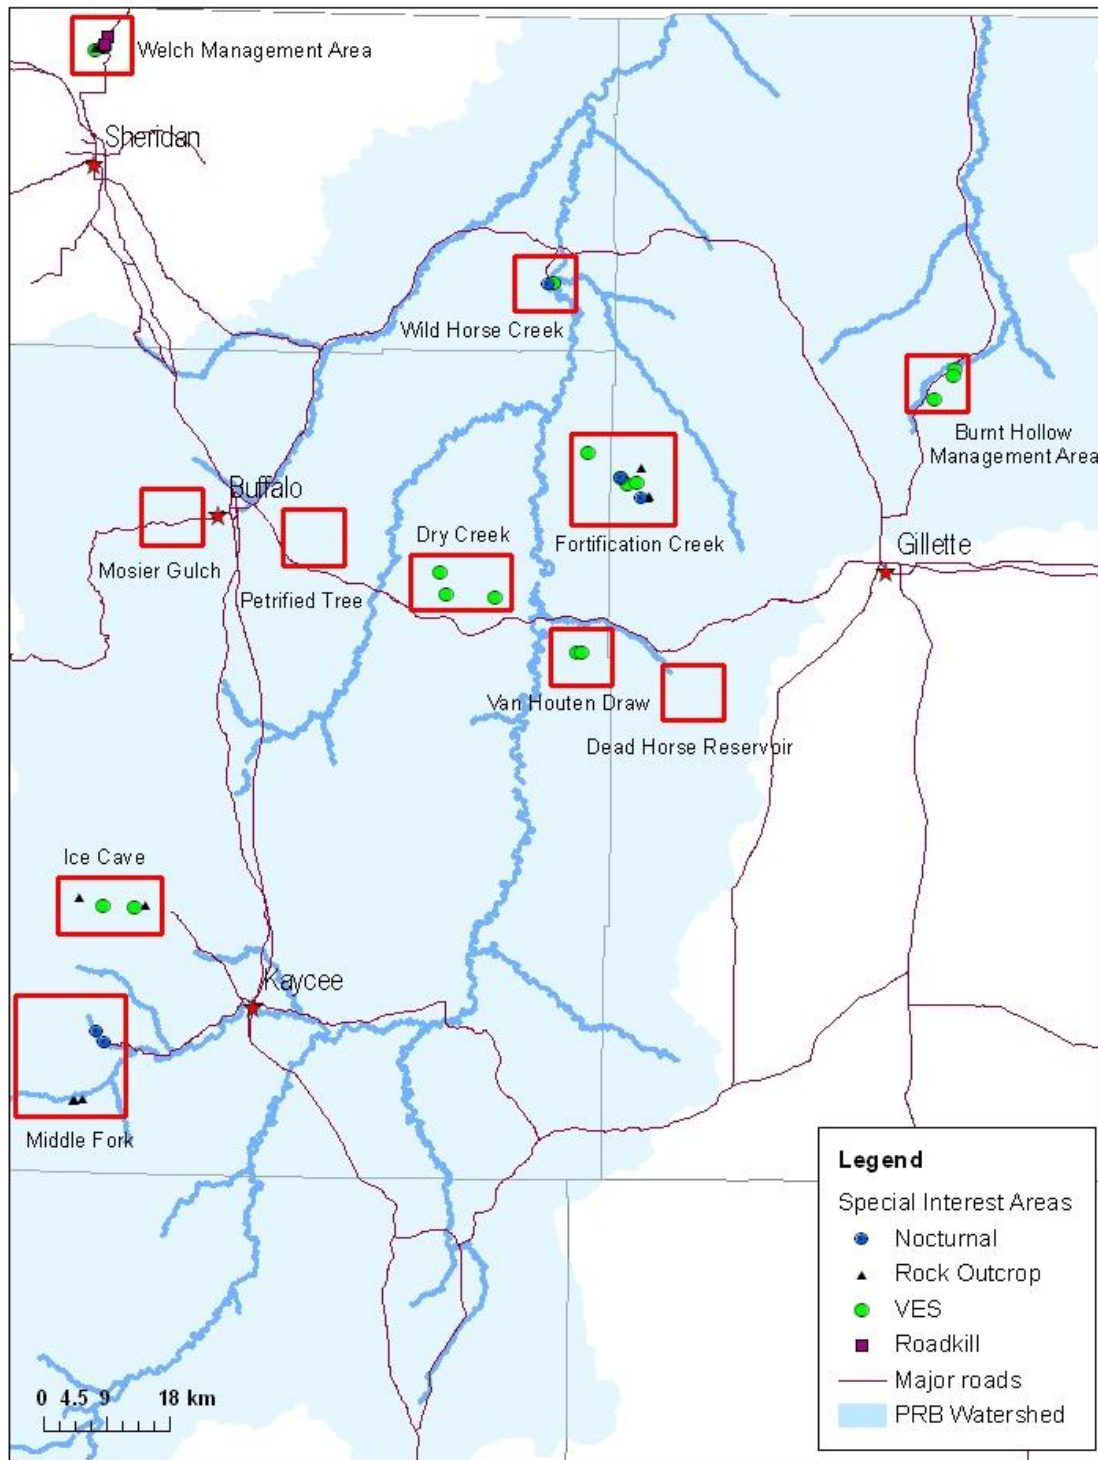 Welch Management Area
Sheridan
Wild Horse Creek
Burnt Hollow
Management Area
Buffalo
Mosier Gulch
Petrified Tree
Dry Creek
Fortification Creek
Gillette
Van Houten Draw
Dead Horse Reservoir
Ice Cave
Kaycee
Middle Fork
Legend
Special Interest Areas
Nocturnal
Rock Outcrop
VES
Roadkill
Major roads
PRB Watershed
0 4.5 9 18 km